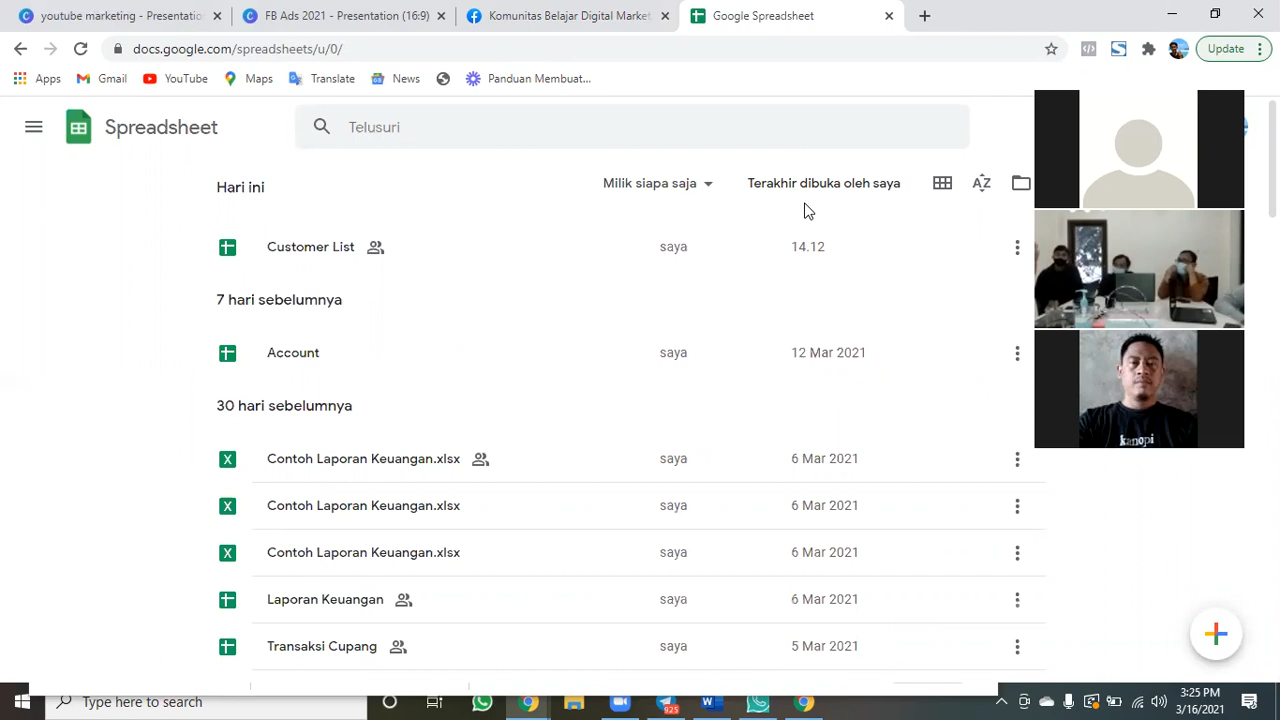 youtube marketing - Presentatio
FB Ads 2021 - Presentation (16:9)
Komunitas Belajar Digital Market
Google Spreadsheet
docs.google.com/spreadsheets/u/0/
Update
Apps
Gmail
YouTube
Maps
Translate
News
Panduan Membuat...
Spreadsheet
Telusuri
Hari ini
Milik siapa saja
Terakhir dibuka oleh saya
AZ
Customer List
saya
14.12
7 hari sebelumnya
Account
saya
12 Mar 2021
30 hari sebelumnya
X
Contoh Laporan Keuangan.xlsx
saya
6 Mar 2021
X
Contoh Laporan Keuangan.xlsx
saya
6 Mar 2021
X
Contoh Laporan Keuangan.xlsx
saya
6 Mar 2021
Laporan Keuangan
saya
6 Mar 2021
Transaksi Cupang
saya
5 Mar 2021
kanopi
Type here to search
925
3:25 PM
3/16/2021